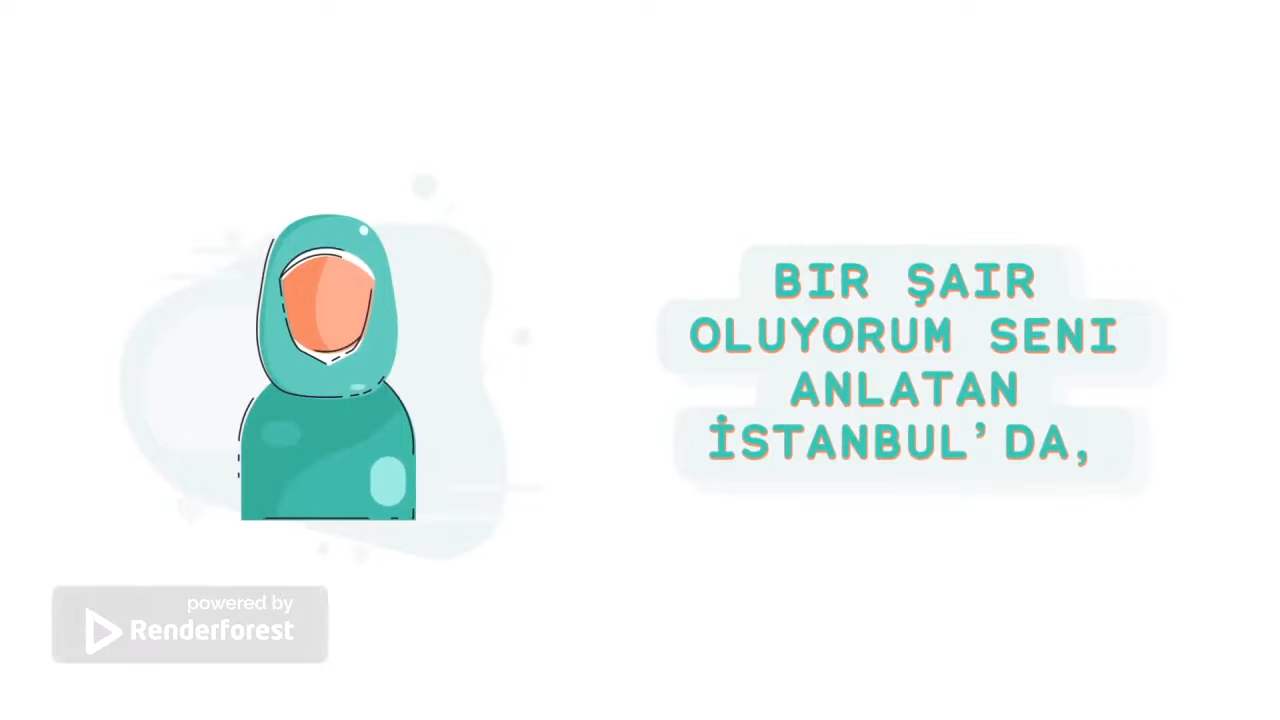 BIR ŞAIR
OLUYORUM SENI
ANLATAN
İSTANBUL’DA,
powered by
Renderforest